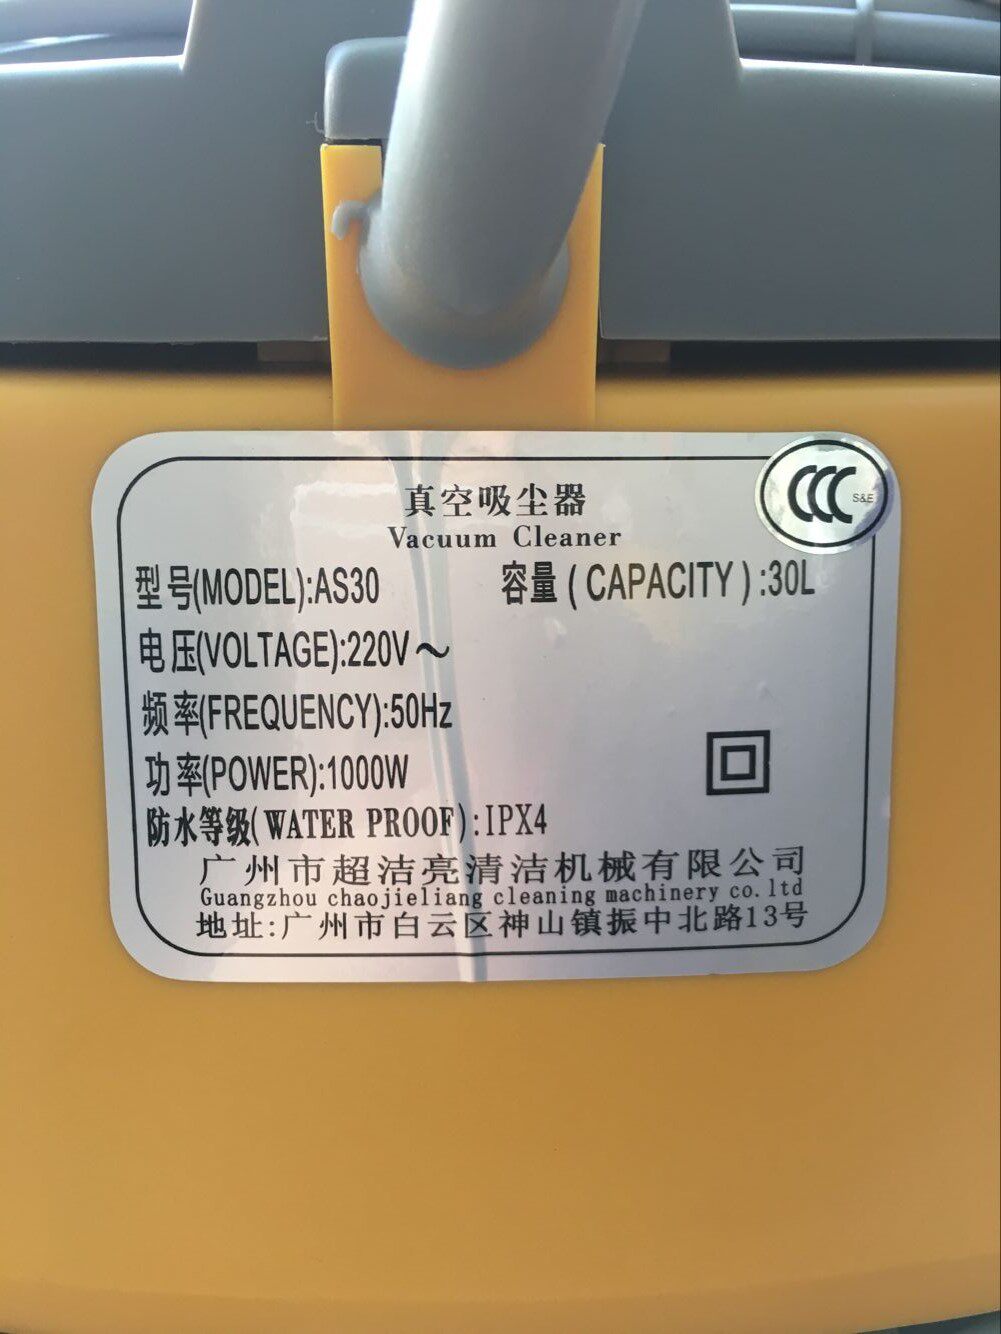 真空吸尘器
CCC S&E
Vacuum Cleaner
型号(MODEL):AS30 容量(CAPACITY):30L
电压(VOLTAGE):220V～
频率(FREQUENCY):50Hz
功率(POWER):1000W
防水等级(WATER PROOF):IPX4
广州市超洁亮清洁机械有限公司
Guangzhou chaojieliang cleaning machinery co.ltd
地址:广州市白云区神山镇振中北路13号